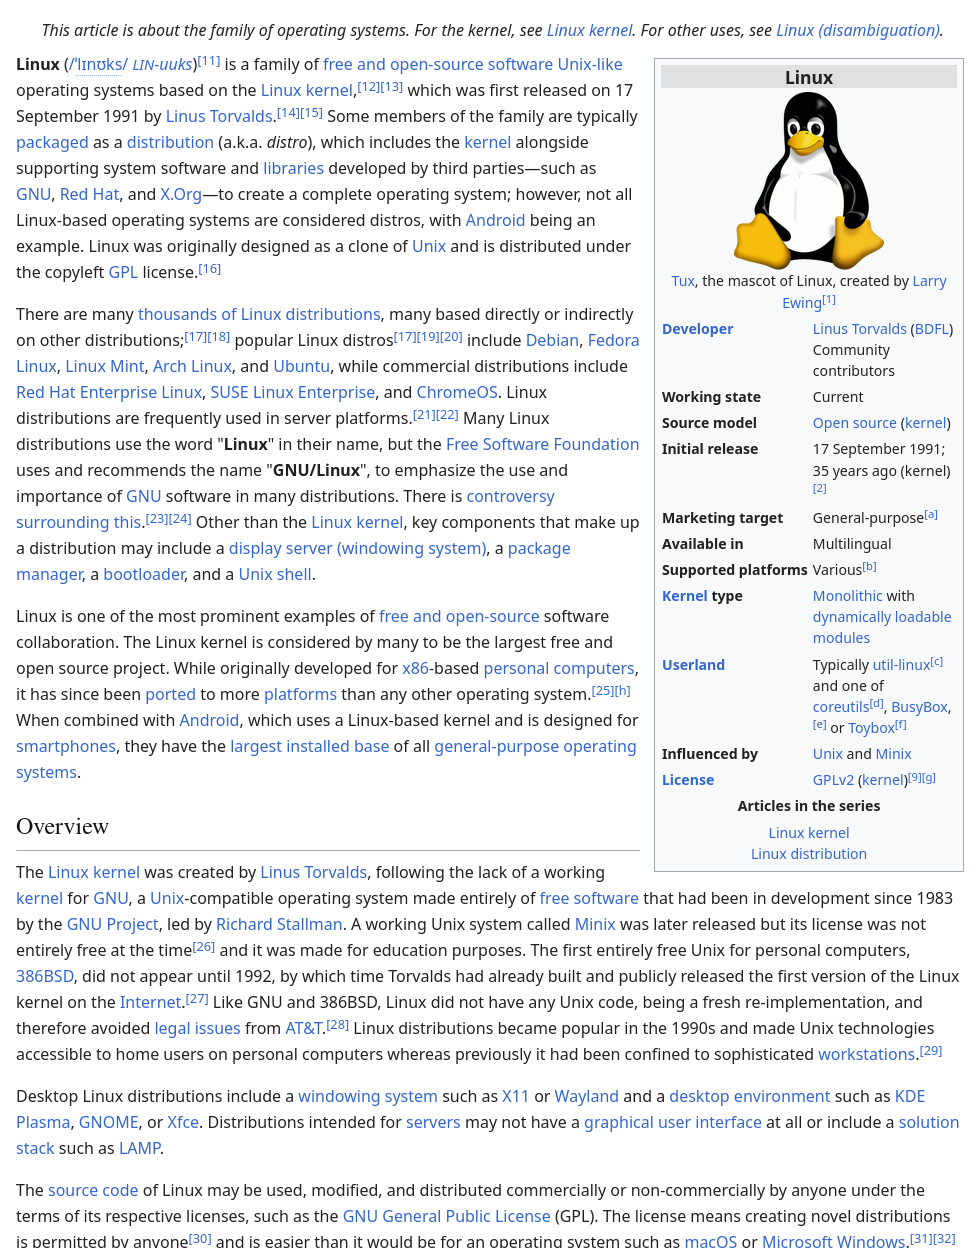 This article is about the family of operating systems. For the kernel, see Linux kernel. For other uses, see Linux (disambiguation).
Linux (/ˈlɪnʊks/ LIN-uuks)[11] is a family of free and open-source software Unix-like
operating systems based on the Linux kernel,[12][13] which was first released on 17
September 1991 by Linus Torvalds.[14][15] Some members of the family are typically
packaged as a distribution (a.k.a. distro), which includes the kernel alongside
supporting system software and libraries developed by third parties—such as
GNU, Red Hat, and X.Org—to create a complete operating system; however, not all
Linux-based operating systems are considered distros, with Android being an
example. Linux was originally designed as a clone of Unix and is distributed under
the copyleft GPL license.[16]
There are many thousands of Linux distributions, many based directly or indirectly
on other distributions;[17][18] popular Linux distros[17][19][20] include Debian, Fedora
Linux, Linux Mint, Arch Linux, and Ubuntu, while commercial distributions include
Red Hat Enterprise Linux, SUSE Linux Enterprise, and ChromeOS. Linux
distributions are frequently used in server platforms.[21][22] Many Linux
distributions use the word "Linux" in their name, but the Free Software Foundation
uses and recommends the name "GNU/Linux", to emphasize the use and
importance of GNU software in many distributions. There is controversy
surrounding this.[23][24] Other than the Linux kernel, key components that make up
a distribution may include a display server (windowing system), a package
manager, a bootloader, and a Unix shell.
Linux is one of the most prominent examples of free and open-source software
collaboration. The Linux kernel is considered by many to be the largest free and
open source project. While originally developed for x86-based personal computers,
it has since been ported to more platforms than any other operating system.[25][h]
When combined with Android, which uses a Linux-based kernel and is designed for
smartphones, they have the largest installed base of all general-purpose operating
systems.
Linux
Tux, the mascot of Linux, created by Larry
Ewing[1]
Developer Linus Torvalds (BDFL)
Community
contributors
Working state Current
Source model Open source (kernel)
Initial release 17 September 1991;
35 years ago (kernel)
[2]
Marketing target General-purpose[a]
Available in Multilingual
Supported platforms Various[b]
Kernel type Monolithic with
dynamically loadable
modules
Userland Typically util-linux[c]
and one of
coreutils[d], BusyBox,
[e] or Toybox[f]
Influenced by Unix and Minix
License GPLv2 (kernel)[9][g]
Articles in the series
Linux kernel
Linux distribution
Overview
The Linux kernel was created by Linus Torvalds, following the lack of a working
kernel for GNU, a Unix-compatible operating system made entirely of free software that had been in development since 1983
by the GNU Project, led by Richard Stallman. A working Unix system called Minix was later released but its license was not
entirely free at the time[26] and it was made for education purposes. The first entirely free Unix for personal computers,
386BSD, did not appear until 1992, by which time Torvalds had already built and publicly released the first version of the Linux
kernel on the Internet.[27] Like GNU and 386BSD, Linux did not have any Unix code, being a fresh re-implementation, and
therefore avoided legal issues from AT&T.[28] Linux distributions became popular in the 1990s and made Unix technologies
accessible to home users on personal computers whereas previously it had been confined to sophisticated workstations.[29]
Desktop Linux distributions include a windowing system such as X11 or Wayland and a desktop environment such as KDE
Plasma, GNOME, or Xfce. Distributions intended for servers may not have a graphical user interface at all or include a solution
stack such as LAMP.
The source code of Linux may be used, modified, and distributed commercially or non-commercially by anyone under the
terms of its respective licenses, such as the GNU General Public License (GPL). The license means creating novel distributions
is permitted by anyone[30] and is easier than it would be for an operating system such as macOS or Microsoft Windows.[31][32]